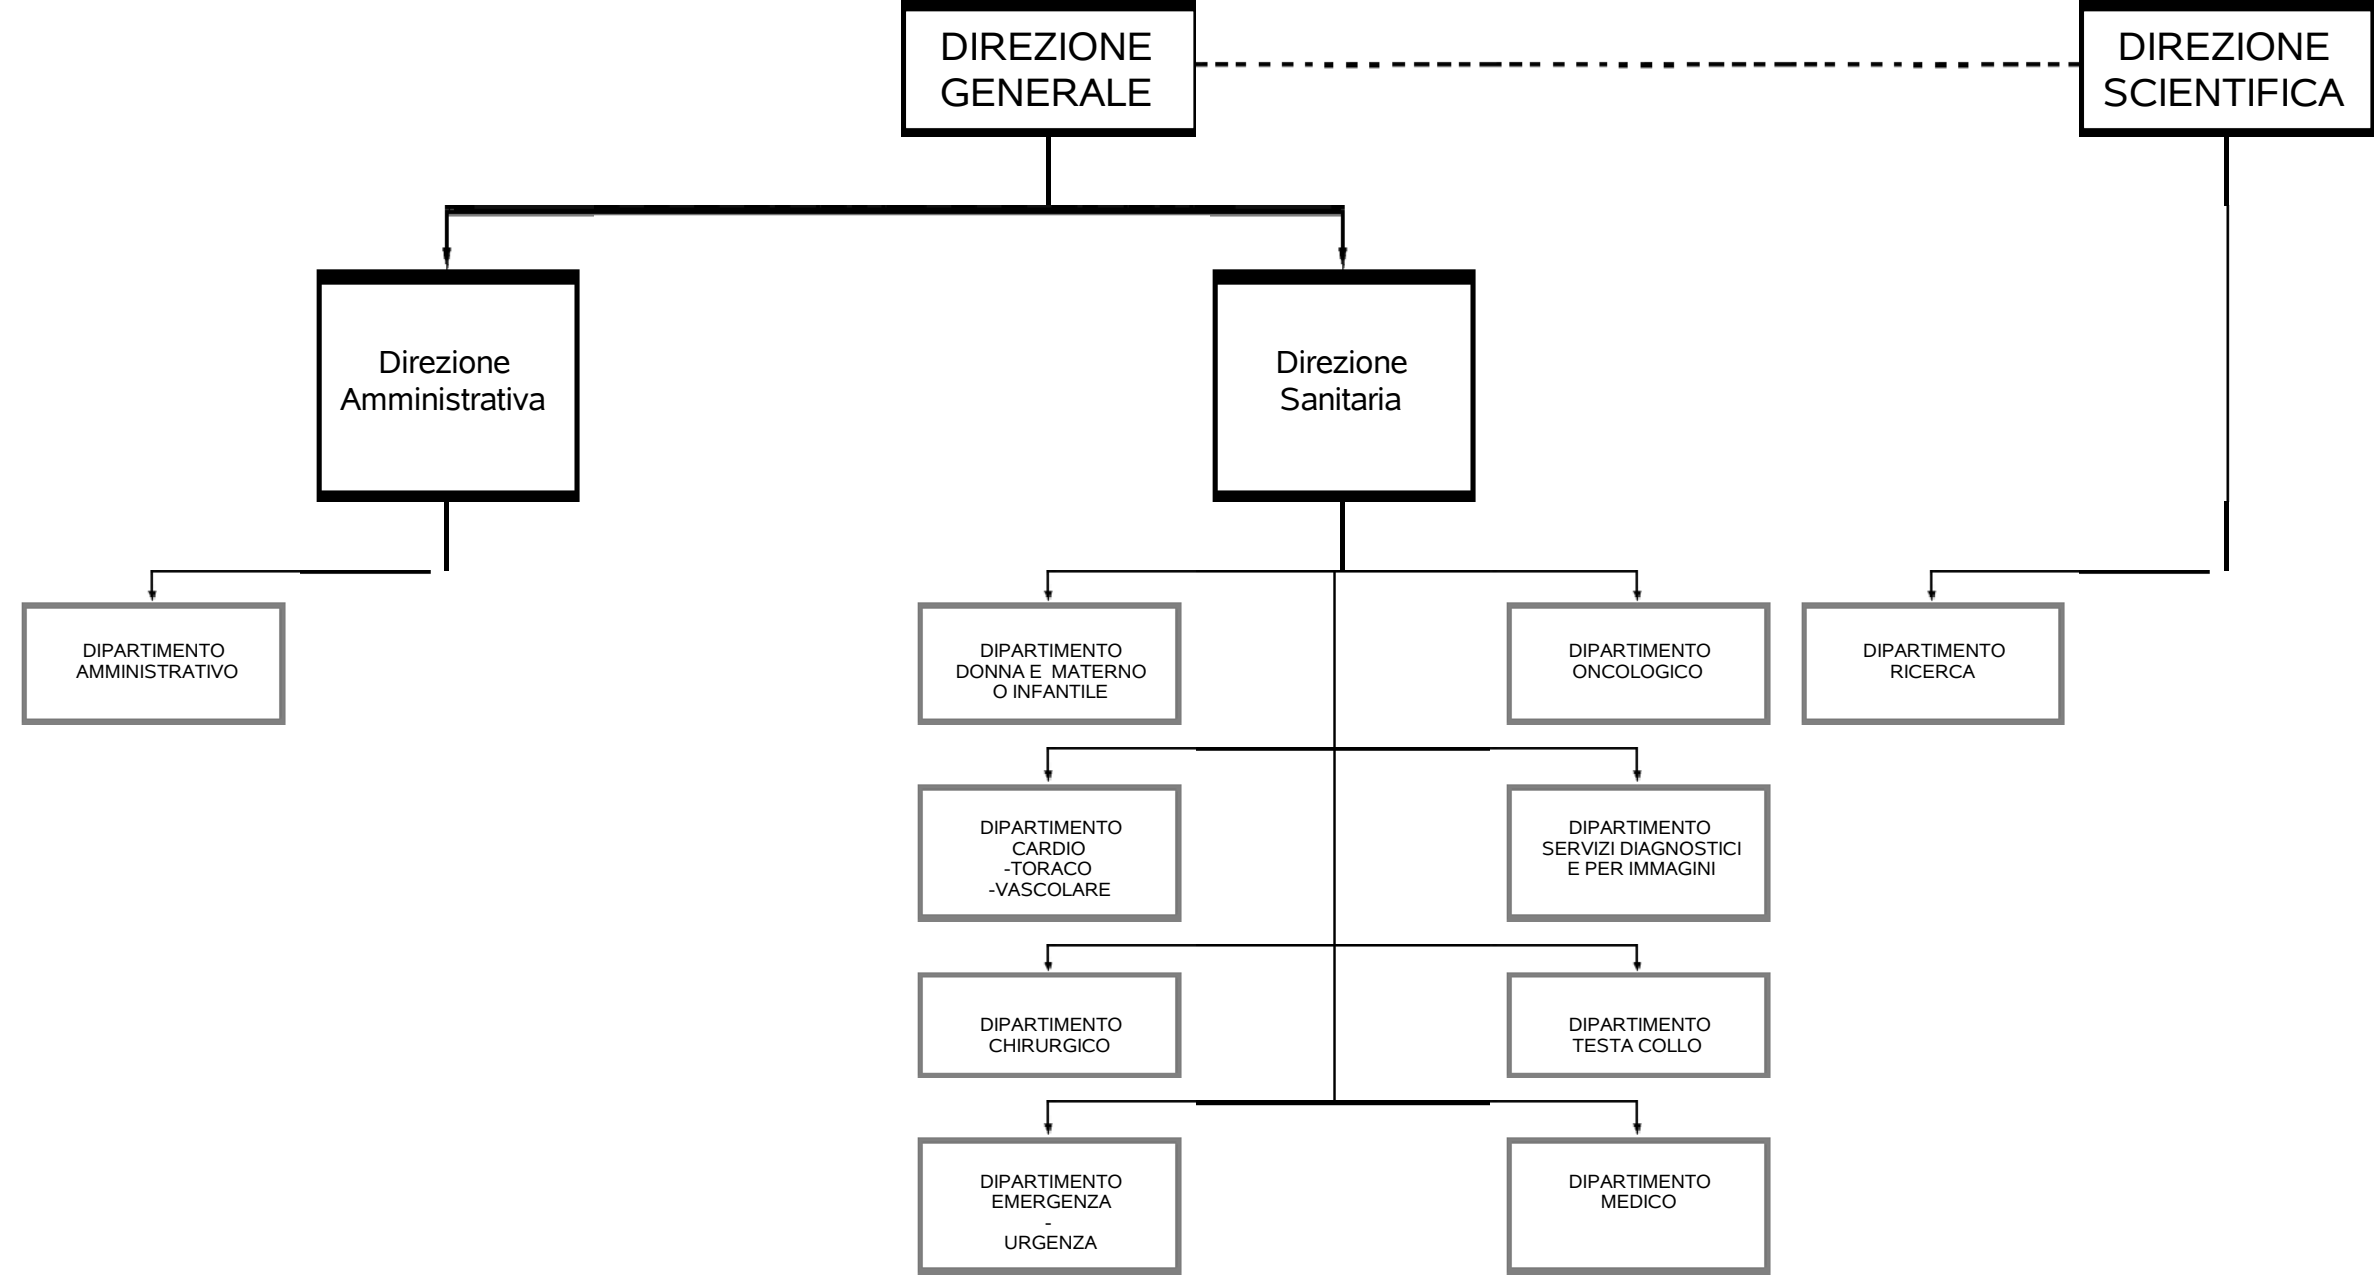 DIREZIONE
GENERALE
DIREZIONE
SCIENTIFICA
Direzione
Amministrativa
Direzione
Sanitaria
DIPARTIMENTO
AMMINISTRATIVO
DIPARTIMENTO
DONNA E MATERNO
O INFANTILE
DIPARTIMENTO
ONCOLOGICO
DIPARTIMENTO
RICERCA
DIPARTIMENTO
CARDIO
-TORACO
-VASCOLARE
DIPARTIMENTO
SERVIZI DIAGNOSTICI
E PER IMMAGINI
DIPARTIMENTO
CHIRURGICO
DIPARTIMENTO
TESTA COLLO
DIPARTIMENTO
EMERGENZA
-
URGENZA
DIPARTIMENTO
MEDICO